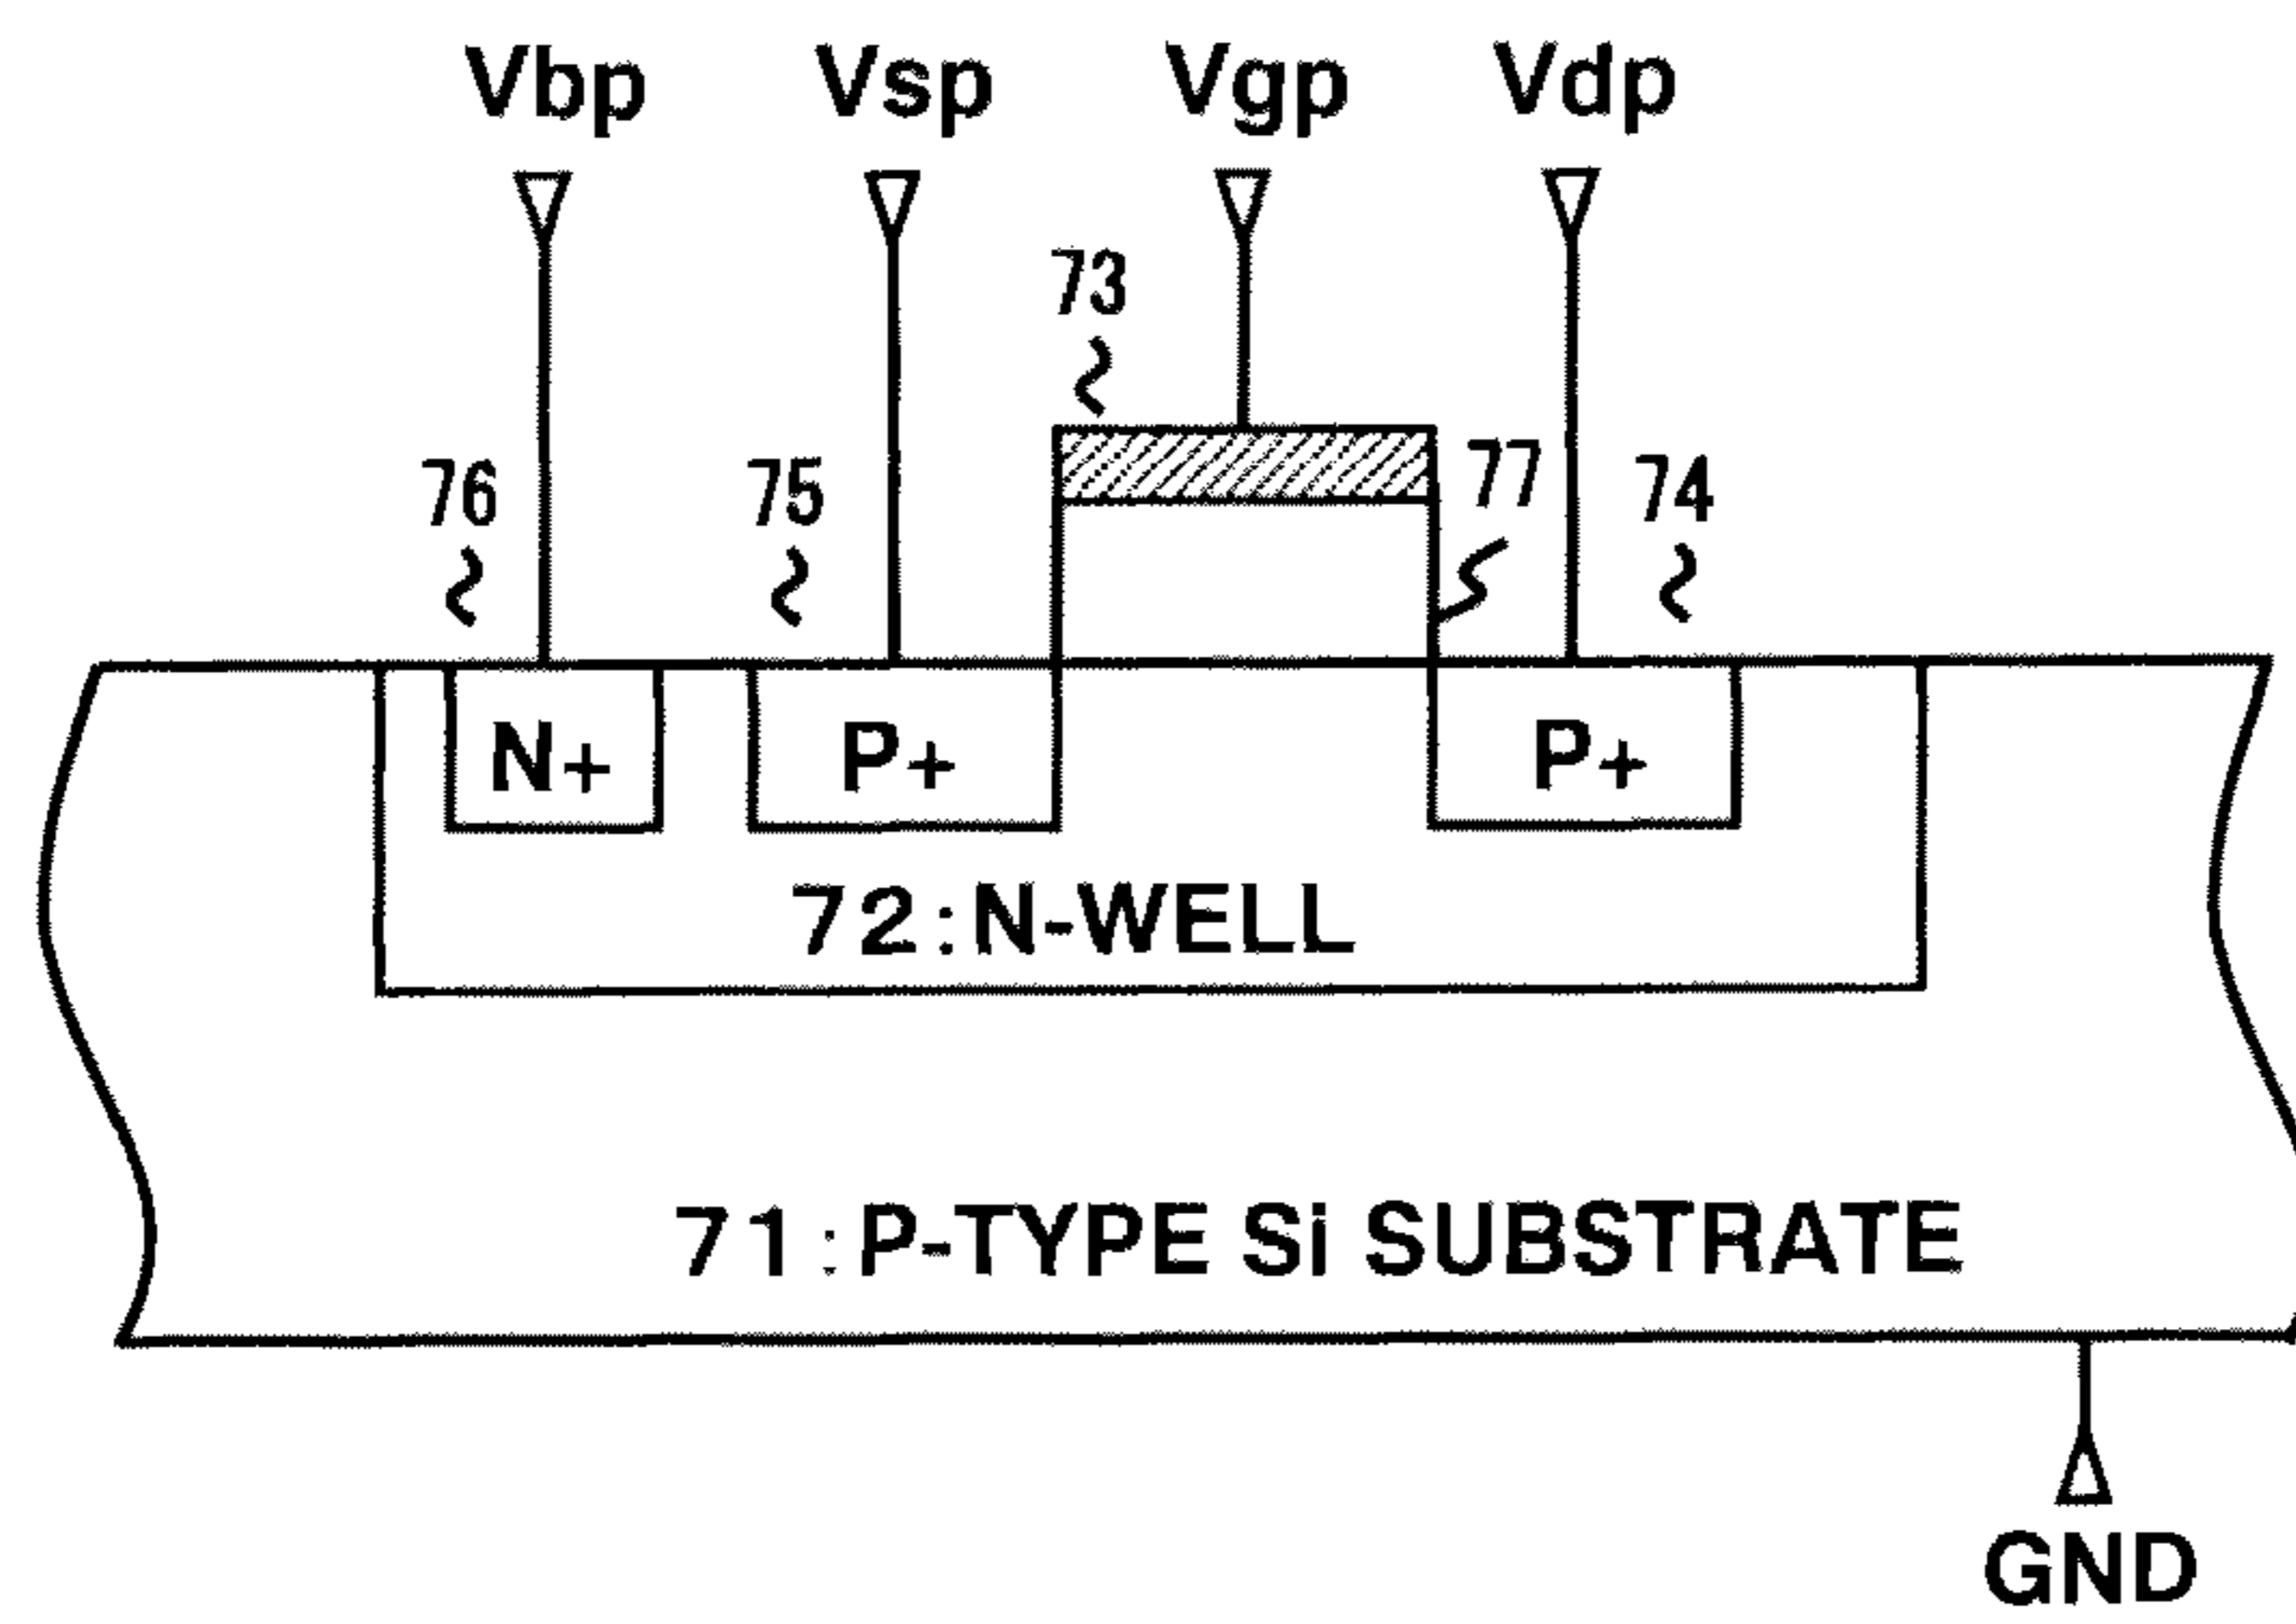 Vbp Vsp Vgp Vdp
73
76 75 77 74
N+ P+ P+
72:N-WELL
71:P-TYPE Si SUBSTRATE
GND